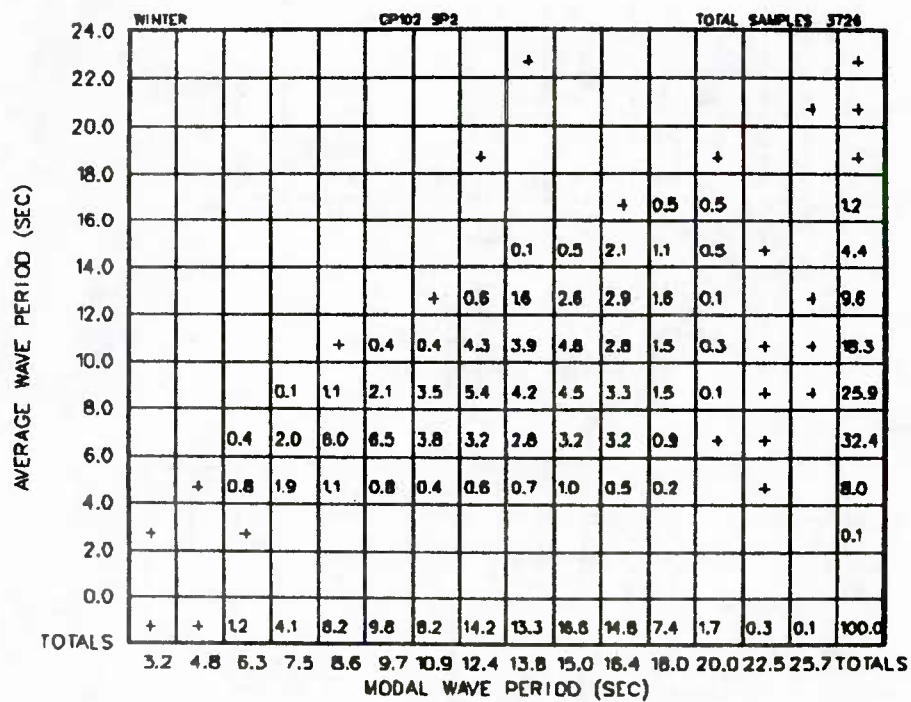 WINTER CP102 SP2 TOTAL SAMPLES 3726
24.0
+ +
22.0
+ +
20.0
+ + +
18.0
+ 0.5 0.5 1.2
16.0
0.1 0.5 2.1 1.1 0.5 + 4.4
14.0
+ 0.6 1.6 2.6 2.9 1.6 0.1 + 9.6
12.0
+ 0.4 0.4 4.3 3.9 4.8 2.8 1.5 0.3 + + 18.3
10.0
0.1 1.1 2.1 3.5 5.4 4.2 4.5 3.3 1.5 0.1 + + 25.9
8.0
0.4 2.0 6.0 6.5 3.8 3.2 2.8 3.2 3.2 0.9 + + 32.4
6.0
+ 0.8 1.9 1.1 0.8 0.4 0.6 0.7 1.0 0.5 0.2 + 8.0
4.0
+ + 0.1
2.0
0.0
TOTALS + + 1.2 4.1 8.2 9.8 8.2 14.2 13.3 16.6 14.8 7.4 1.7 0.3 0.1 100.0
3.2 4.8 6.3 7.5 8.6 9.7 10.9 12.4 13.8 15.0 16.4 18.0 20.0 22.5 25.7 TOTALS
MODAL WAVE PERIOD (SEC)
AVERAGE WAVE PERIOD (SEC)